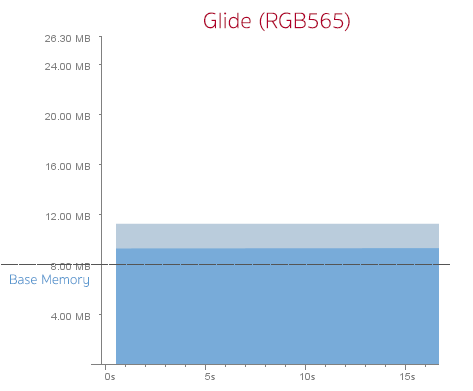 Glide (RGB565)
26.30 MB
24.00 MB
20.00 MB
16.00 MB
12.00 MB
8.00 MB
Base Memory
4.00 MB
0s 5s 10s 15s